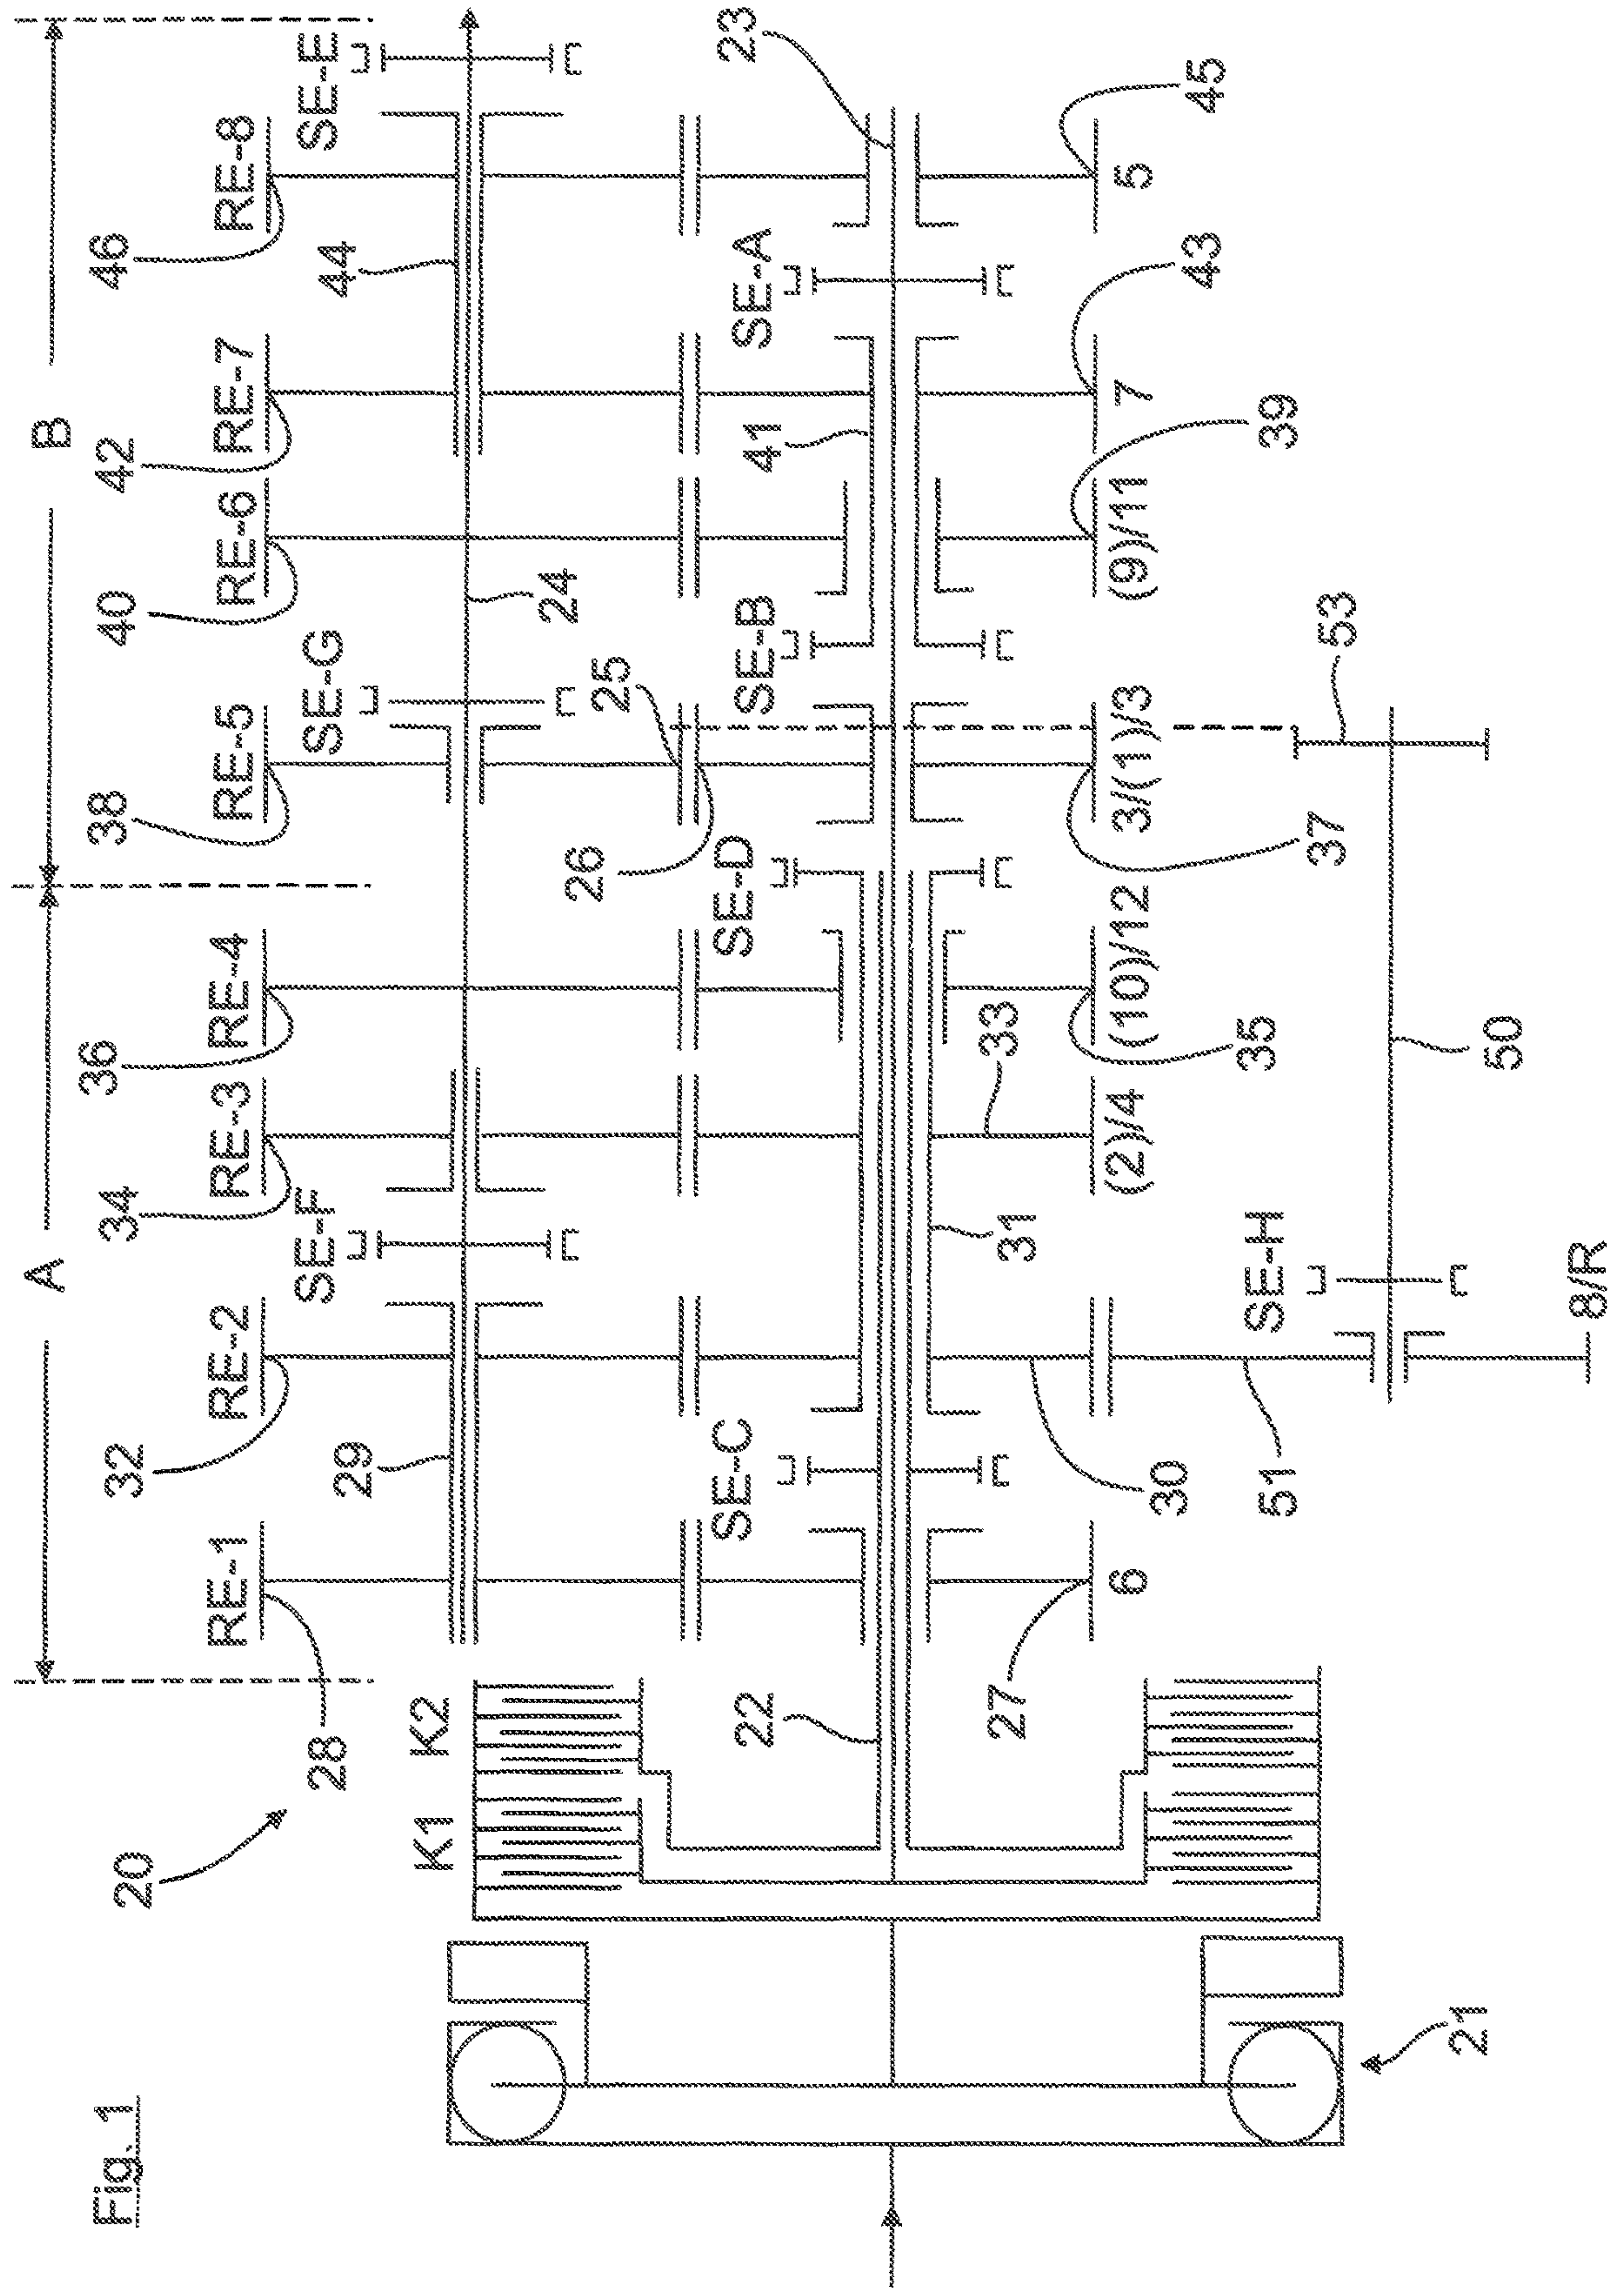 Fig. 1
20
21
A
B
K1
K2
RE-1
RE-2
RE-3
RE-4
RE-5
RE-6
RE-7
RE-8
28
32
34
36
38
40
42
46
29
SE-F
SE-G
24
44
SE-E
26
25
22
SE-C
SE-D
SE-B
41
SE-A
23
27
6
30
31
33
(2)/4
(10)/12
35
3/(1)/3
37
(9)/11
39
7
43
5
45
51
SE-H
50
53
8/R